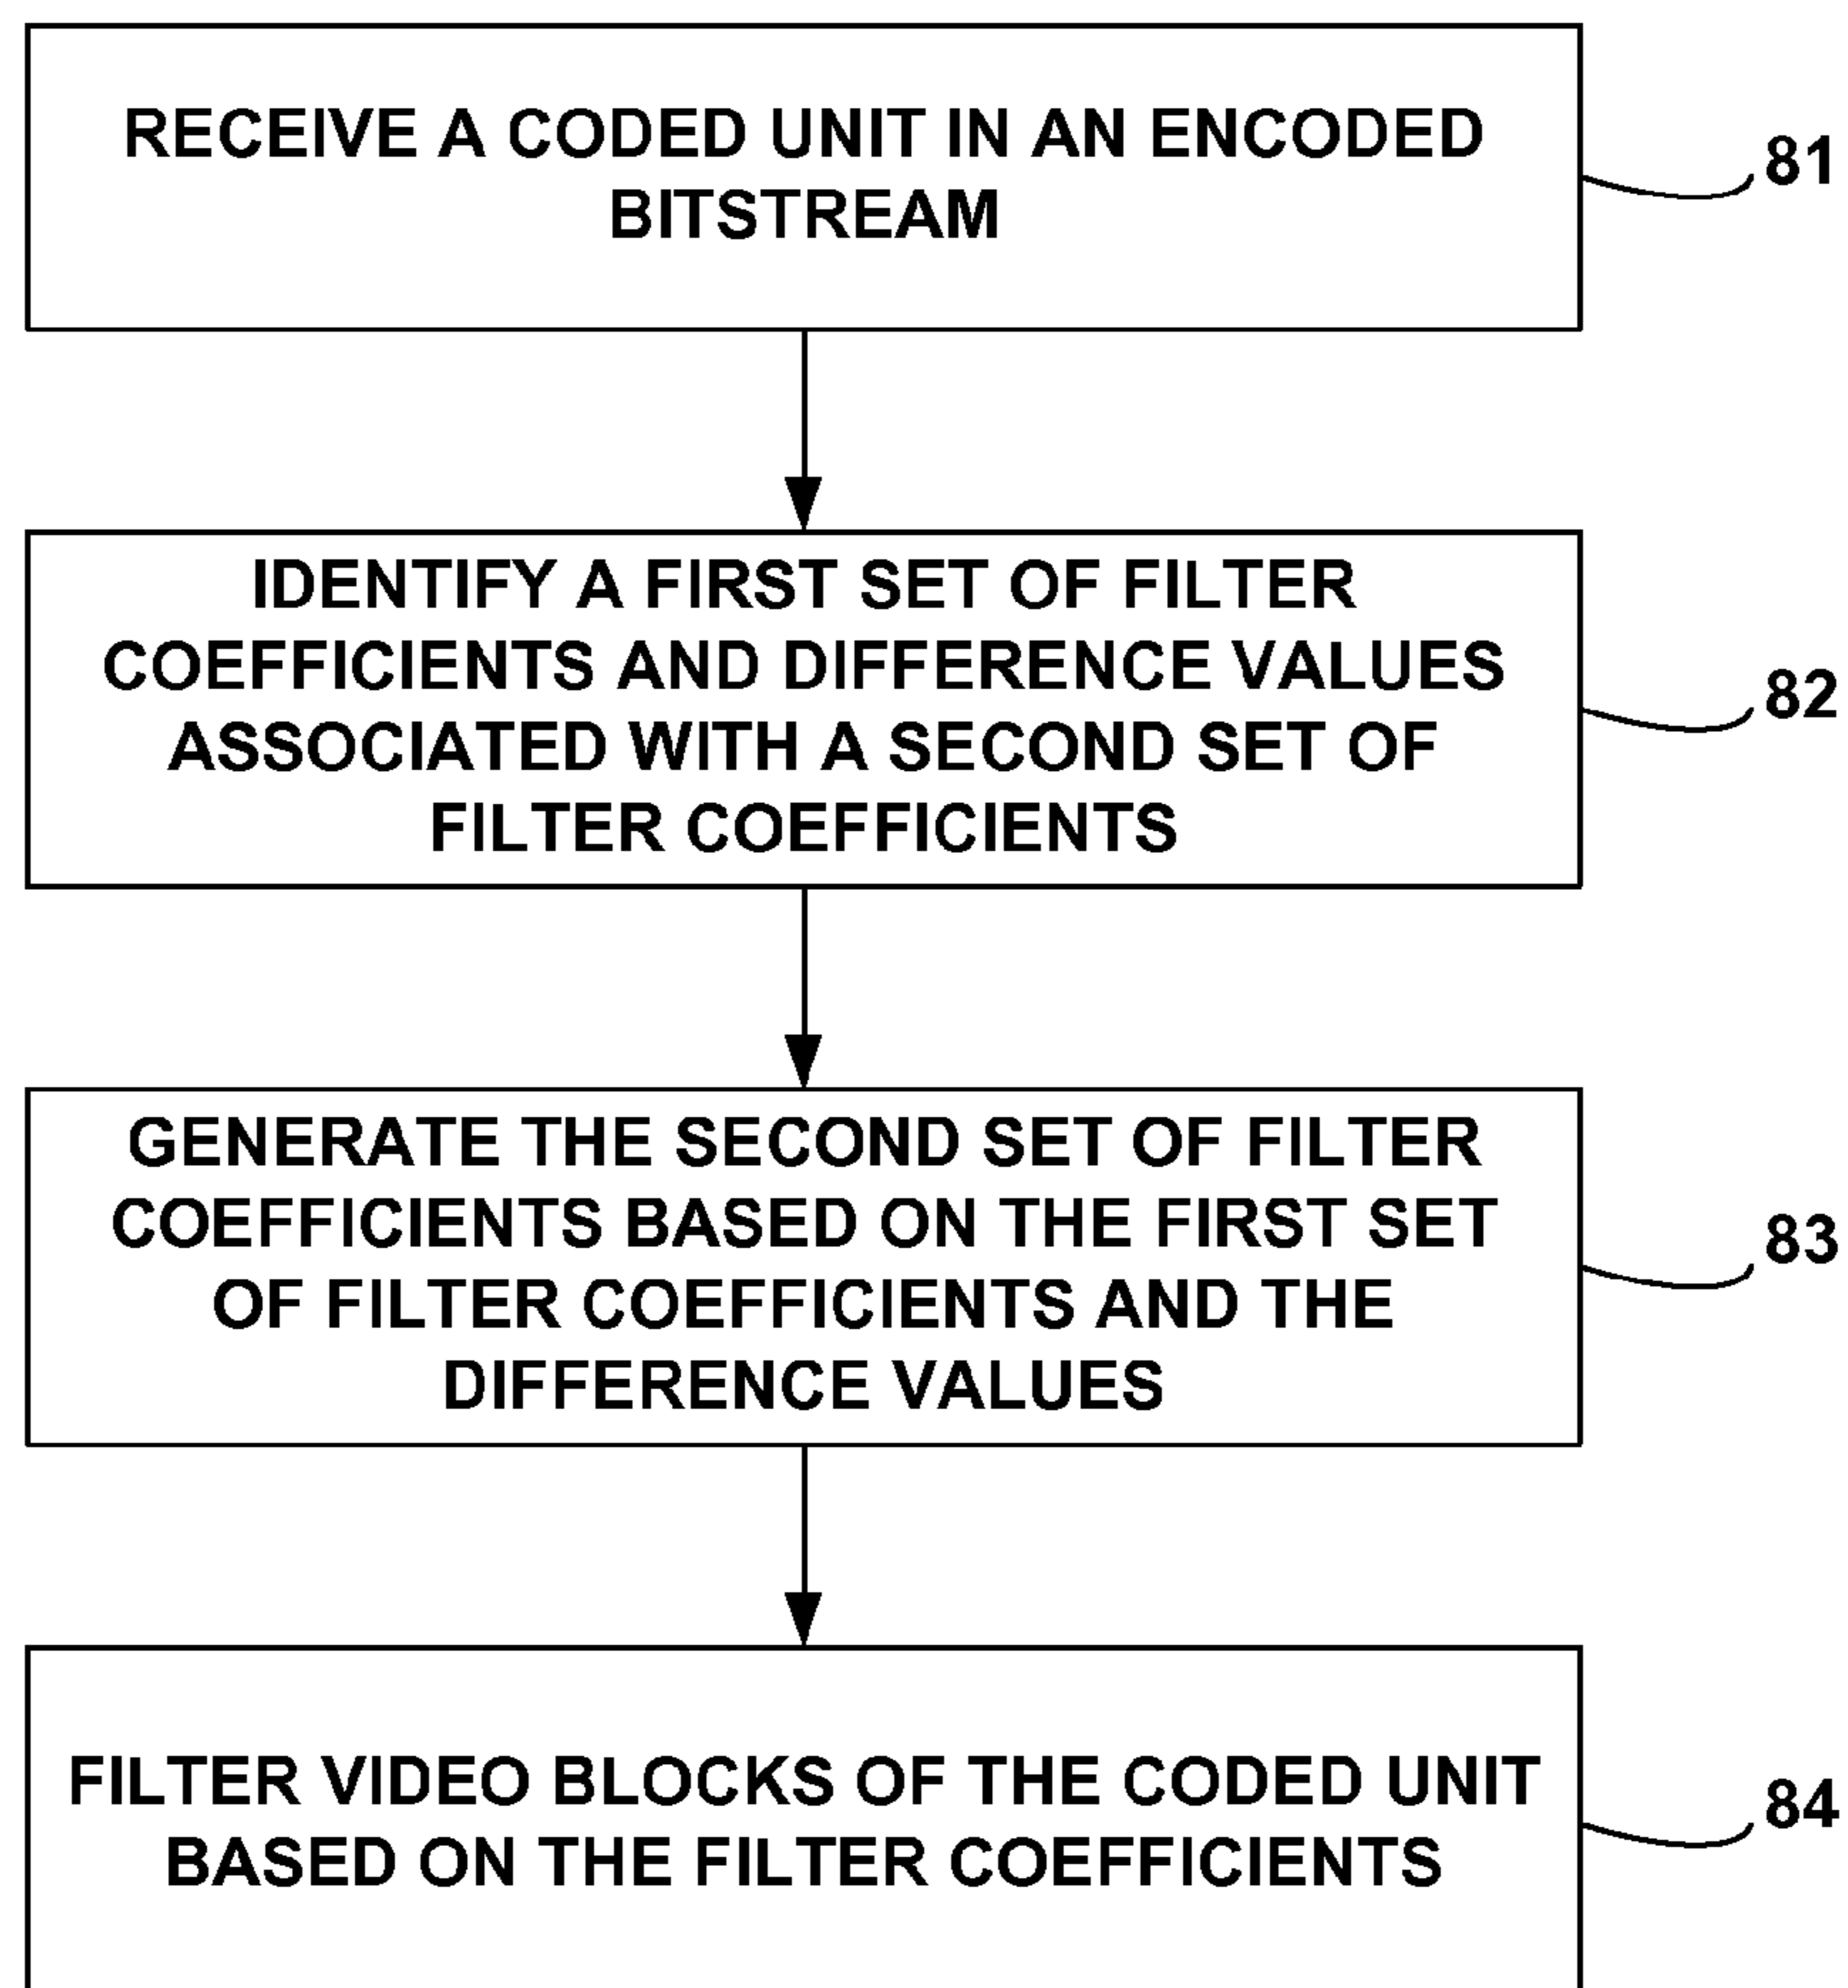 RECEIVE A CODED UNIT IN AN ENCODED
BITSTREAM
81
IDENTIFY A FIRST SET OF FILTER
COEFFICIENTS AND DIFFERENCE VALUES
ASSOCIATED WITH A SECOND SET OF
FILTER COEFFICIENTS
82
GENERATE THE SECOND SET OF FILTER
COEFFICIENTS BASED ON THE FIRST SET
OF FILTER COEFFICIENTS AND THE
DIFFERENCE VALUES
83
FILTER VIDEO BLOCKS OF THE CODED UNIT
BASED ON THE FILTER COEFFICIENTS
84